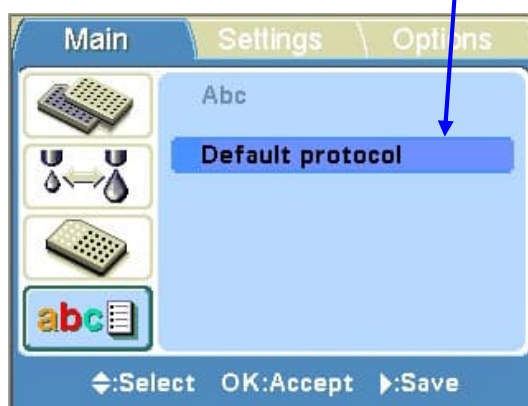 Main Settings Options
Abc
Default protocol
abc
:Select OK:Accept :Save